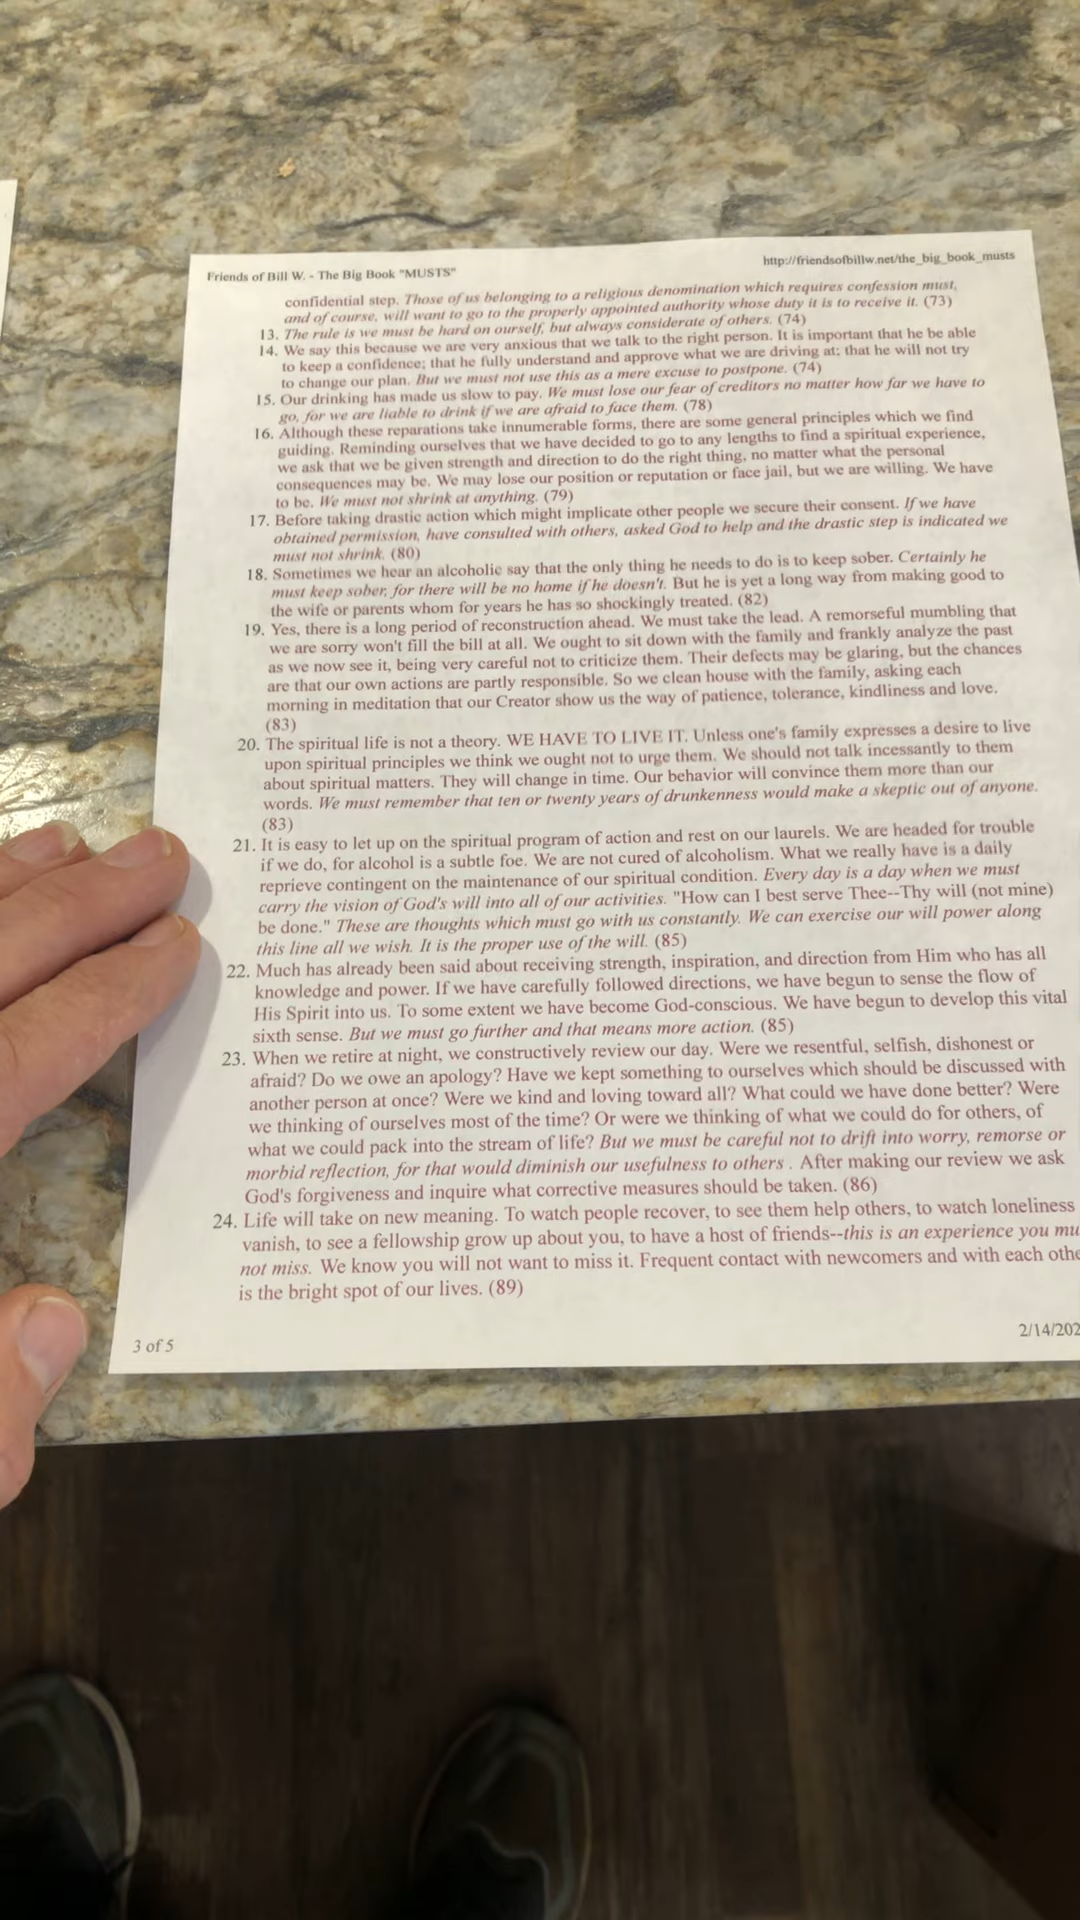 Friends of Bill W. - The Big Book "MUSTS"
http://friendsofbillw.net/the_big_book_musts
confidential step. Those of us belonging to a religious denomination which requires confession must,
and of course, will want to go to the properly appointed authority whose duty it is to receive it. (73)
13. The rule is we must be hard on ourself, but always considerate of others. (74)
14. We say this because we are very anxious that we talk to the right person. It is important that he be able
to keep a confidence; that he fully understand and approve what we are driving at; that he will not try
to change our plan. But we must not use this as a mere excuse to postpone. (74)
15. Our drinking has made us slow to pay. We must lose our fear of creditors no matter how far we have to
go, for we are liable to drink if we are afraid to face them. (78)
16. Although these reparations take innumerable forms, there are some general principles which we find
guiding. Reminding ourselves that we have decided to go to any lengths to find a spiritual experience,
we ask that we be given strength and direction to do the right thing, no matter what the personal
consequences may be. We may lose our position or reputation or face jail, but we are willing. We have
to be. We must not shrink at anything. (79)
17. Before taking drastic action which might implicate other people we secure their consent. If we have
obtained permission, have consulted with others, asked God to help and the drastic step is indicated we
must not shrink. (80)
18. Sometimes we hear an alcoholic say that the only thing he needs to do is to keep sober. Certainly he
must keep sober, for there will be no home if he doesn't. But he is yet a long way from making good to
the wife or parents whom for years he has so shockingly treated. (82)
19. Yes, there is a long period of reconstruction ahead. We must take the lead. A remorseful mumbling that
we are sorry won't fill the bill at all. We ought to sit down with the family and frankly analyze the past
as we now see it, being very careful not to criticize them. Their defects may be glaring, but the chances
are that our own actions are partly responsible. So we clean house with the family, asking each
morning in meditation that our Creator show us the way of patience, tolerance, kindliness and love.
(83)
20. The spiritual life is not a theory. WE HAVE TO LIVE IT. Unless one's family expresses a desire to live
upon spiritual principles we think we ought not to urge them. We should not talk incessantly to them
about spiritual matters. They will change in time. Our behavior will convince them more than our
words. We must remember that ten or twenty years of drunkenness would make a skeptic out of anyone.
(83)
21. It is easy to let up on the spiritual program of action and rest on our laurels. We are headed for trouble
if we do, for alcohol is a subtle foe. We are not cured of alcoholism. What we really have is a daily
reprieve contingent on the maintenance of our spiritual condition. Every day is a day when we must
carry the vision of God's will into all of our activities. "How can I best serve Thee--Thy will (not mine)
be done." These are thoughts which must go with us constantly. We can exercise our will power along
this line all we wish. It is the proper use of the will. (85)
22. Much has already been said about receiving strength, inspiration, and direction from Him who has all
knowledge and power. If we have carefully followed directions, we have begun to sense the flow of
His Spirit into us. To some extent we have become God-conscious. We have begun to develop this vital
sixth sense. But we must go further and that means more action. (85)
23. When we retire at night, we constructively review our day. Were we resentful, selfish, dishonest or
afraid? Do we owe an apology? Have we kept something to ourselves which should be discussed with
another person at once? Were we kind and loving toward all? What could we have done better? Were
we thinking of ourselves most of the time? Or were we thinking of what we could do for others, of
what we could pack into the stream of life? But we must be careful not to drift into worry, remorse or
morbid reflection, for that would diminish our usefulness to others . After making our review we ask
God's forgiveness and inquire what corrective measures should be taken. (86)
24. Life will take on new meaning. To watch people recover, to see them help others, to watch loneliness
vanish, to see a fellowship grow up about you, to have a host of friends--this is an experience you mu
not miss. We know you will not want to miss it. Frequent contact with newcomers and with each othe
is the bright spot of our lives. (89)
3 of 5
2/14/202